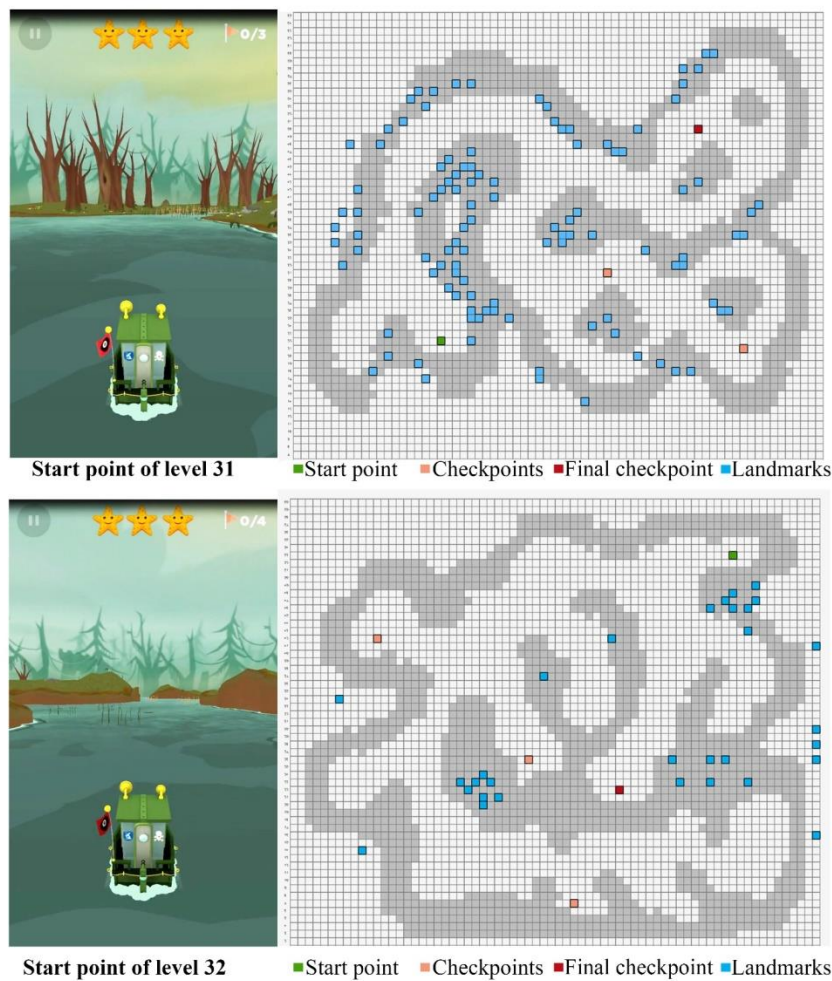 0/3
Start point of level 31
Start point Checkpoints Final checkpoint Landmarks
0/4
Start point of level 32
Start point Checkpoints Final checkpoint Landmarks